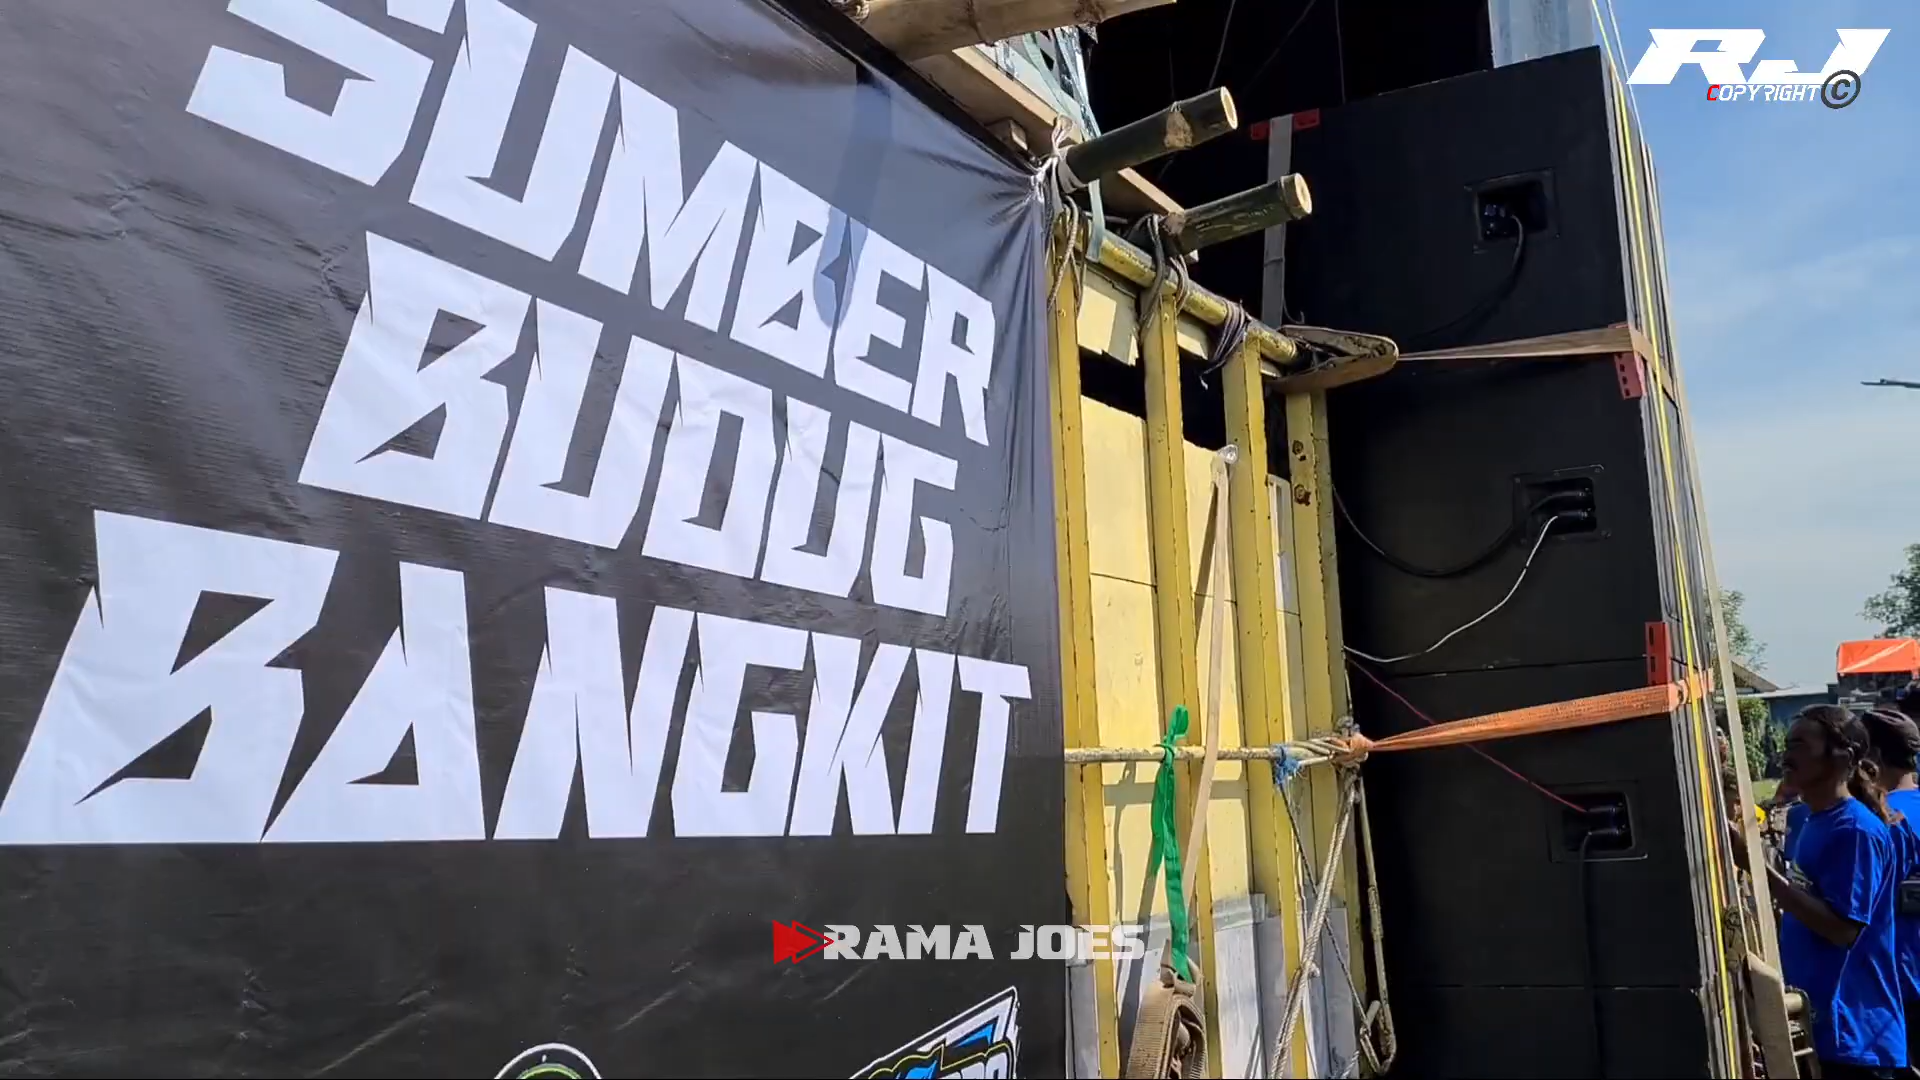 SUMBER
BUDUG
BANGKIT
RJ
COPYRIGHT ©
RAMA JOES